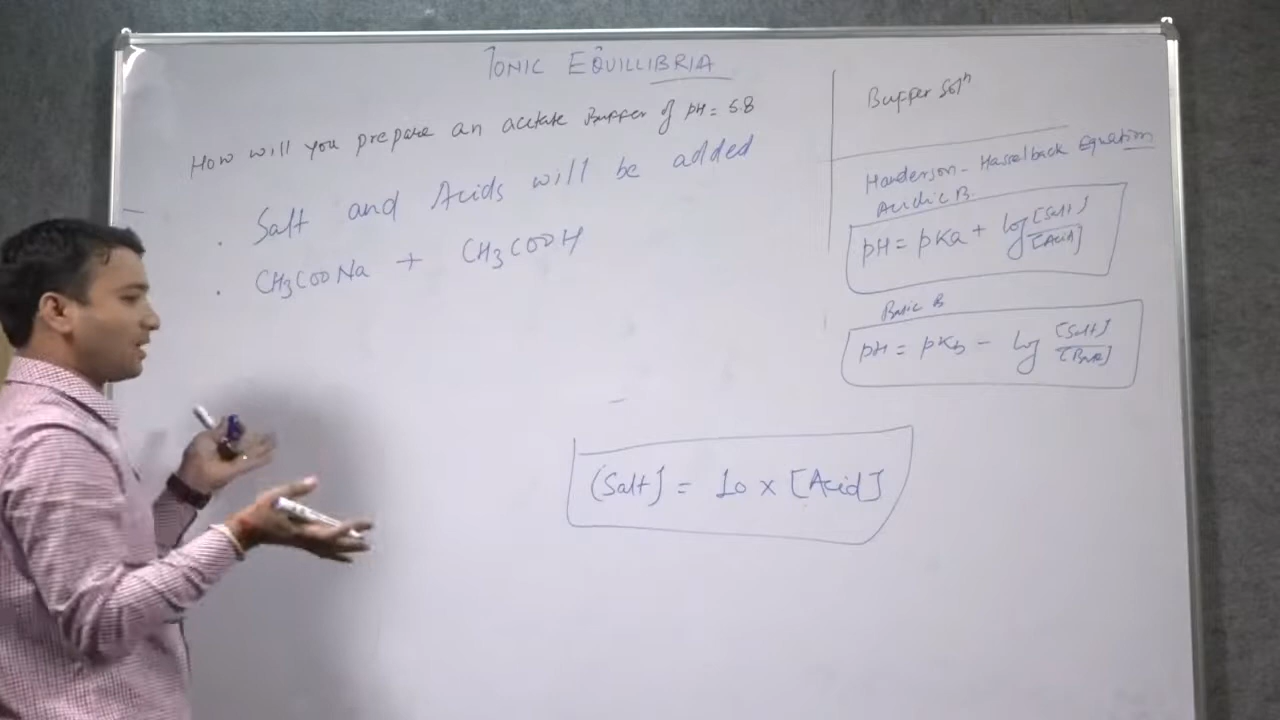 IONIC EQUILLIBRIA
How will you prepare an acetate Buffer of pH = 5.8
. Salt and Acids will be added
. CH3COONa + CH3COOH
[Salt] = 10 x [Acid]
Buffer Solⁿ
Handerson - Hasselback Equation
Acidic B.
pH = pKa + log [Salt]/[Acid]
Basic B
pH = pKb - log [Salt]/[Base]